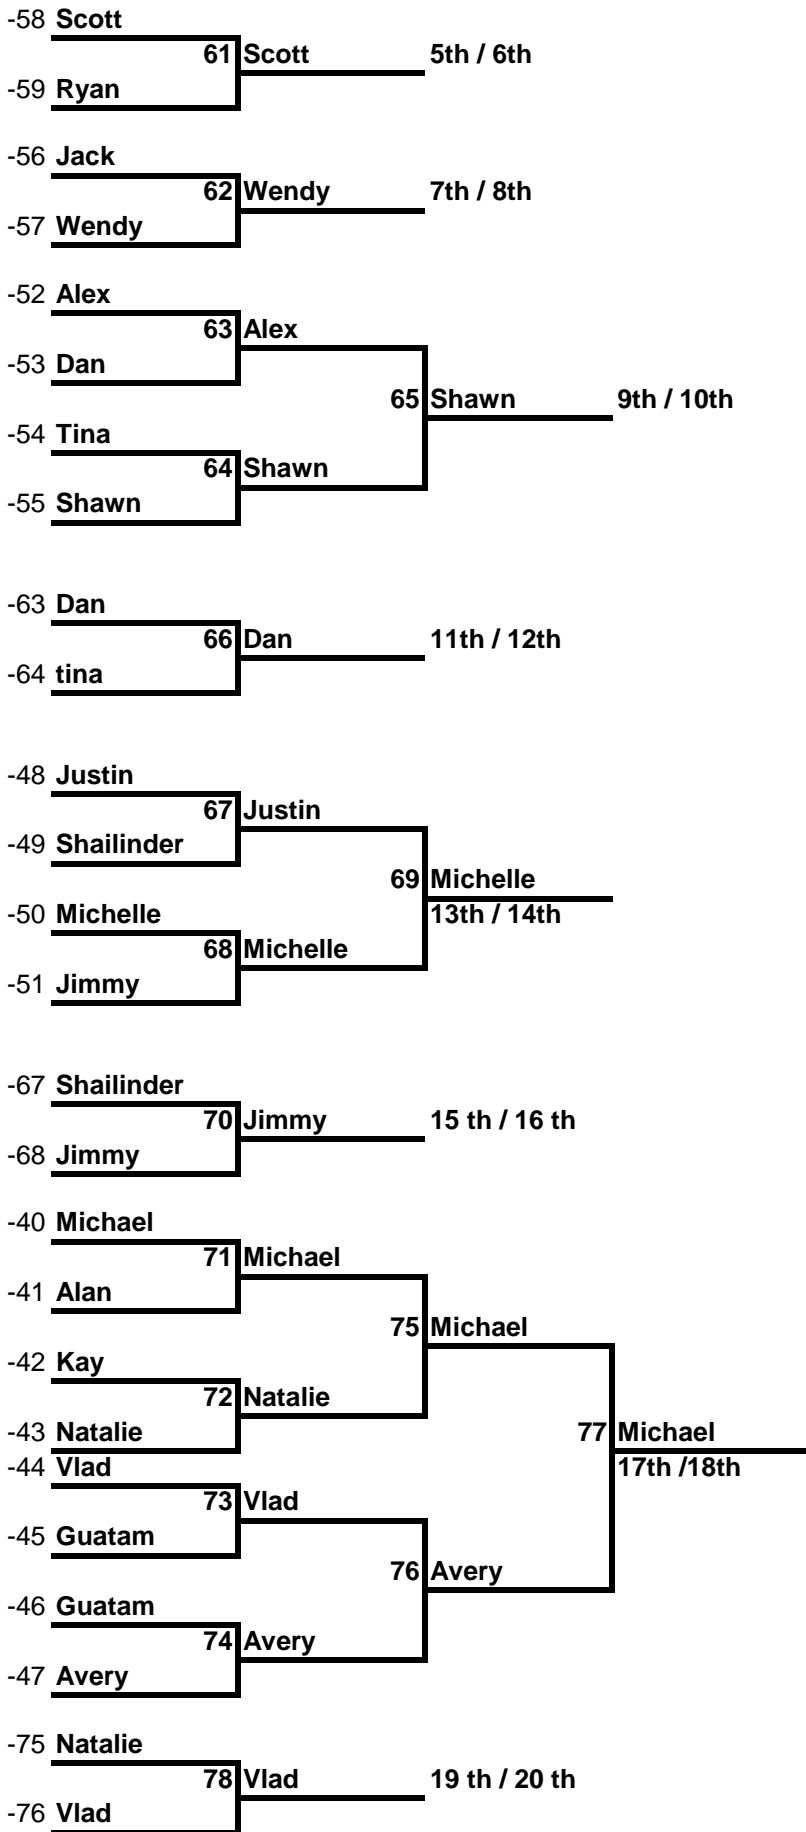 -58 Scott
61 Scott 5th / 6th
-59 Ryan
-56 Jack
62 Wendy 7th / 8th
-57 Wendy
-52 Alex
63 Alex
-53 Dan
65 Shawn 9th / 10th
-54 Tina
64 Shawn
-55 Shawn
-63 Dan
66 Dan 11th / 12th
-64 tina
-48 Justin
67 Justin
-49 Shailinder
69 Michelle
-50 Michelle 13th / 14th
68 Michelle
-51 Jimmy
-67 Shailinder
70 Jimmy 15 th / 16 th
-68 Jimmy
-40 Michael
71 Michael
-41 Alan
75 Michael
-42 Kay
72 Natalie
-43 Natalie 77 Michael
-44 Vlad 17th /18th
73 Vlad
-45 Guatam
76 Avery
-46 Guatam
74 Avery
-47 Avery
-75 Natalie
78 Vlad 19 th / 20 th
-76 Vlad